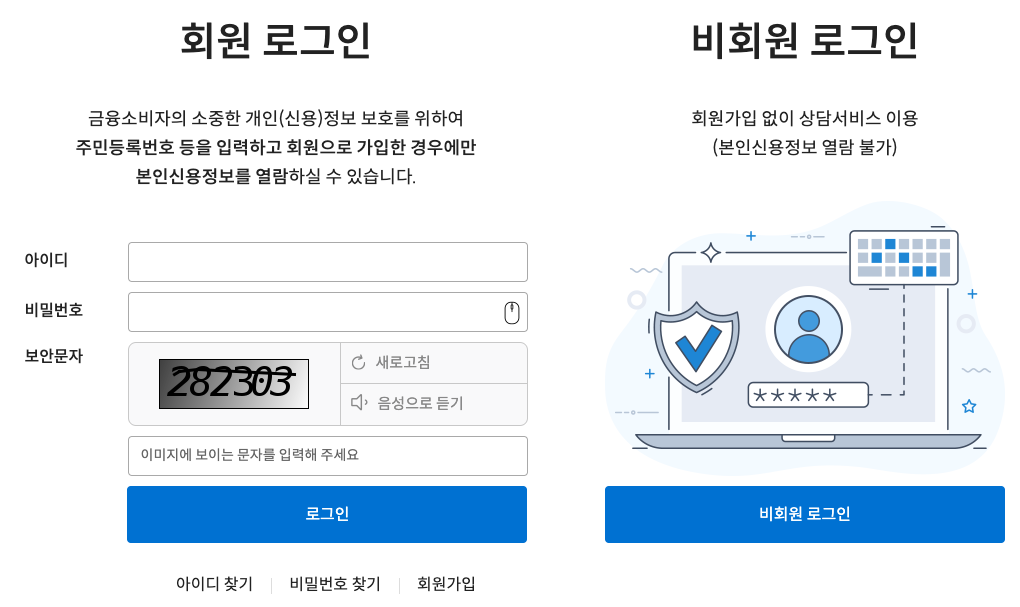 회원 로그인
금융소비자의 소중한 개인(신용)정보 보호를 위하여
주민등록번호 등을 입력하고 회원으로 가입한 경우에만
본인신용정보를 열람하실 수 있습니다.
아이디
비밀번호
보안문자
282303
새로고침
음성으로 듣기
이미지에 보이는 문자를 입력해 주세요
로그인
아이디 찾기
비밀번호 찾기
회원가입
비회원 로그인
회원가입 없이 상담서비스 이용
(본인신용정보 열람 불가)
*****
비회원 로그인